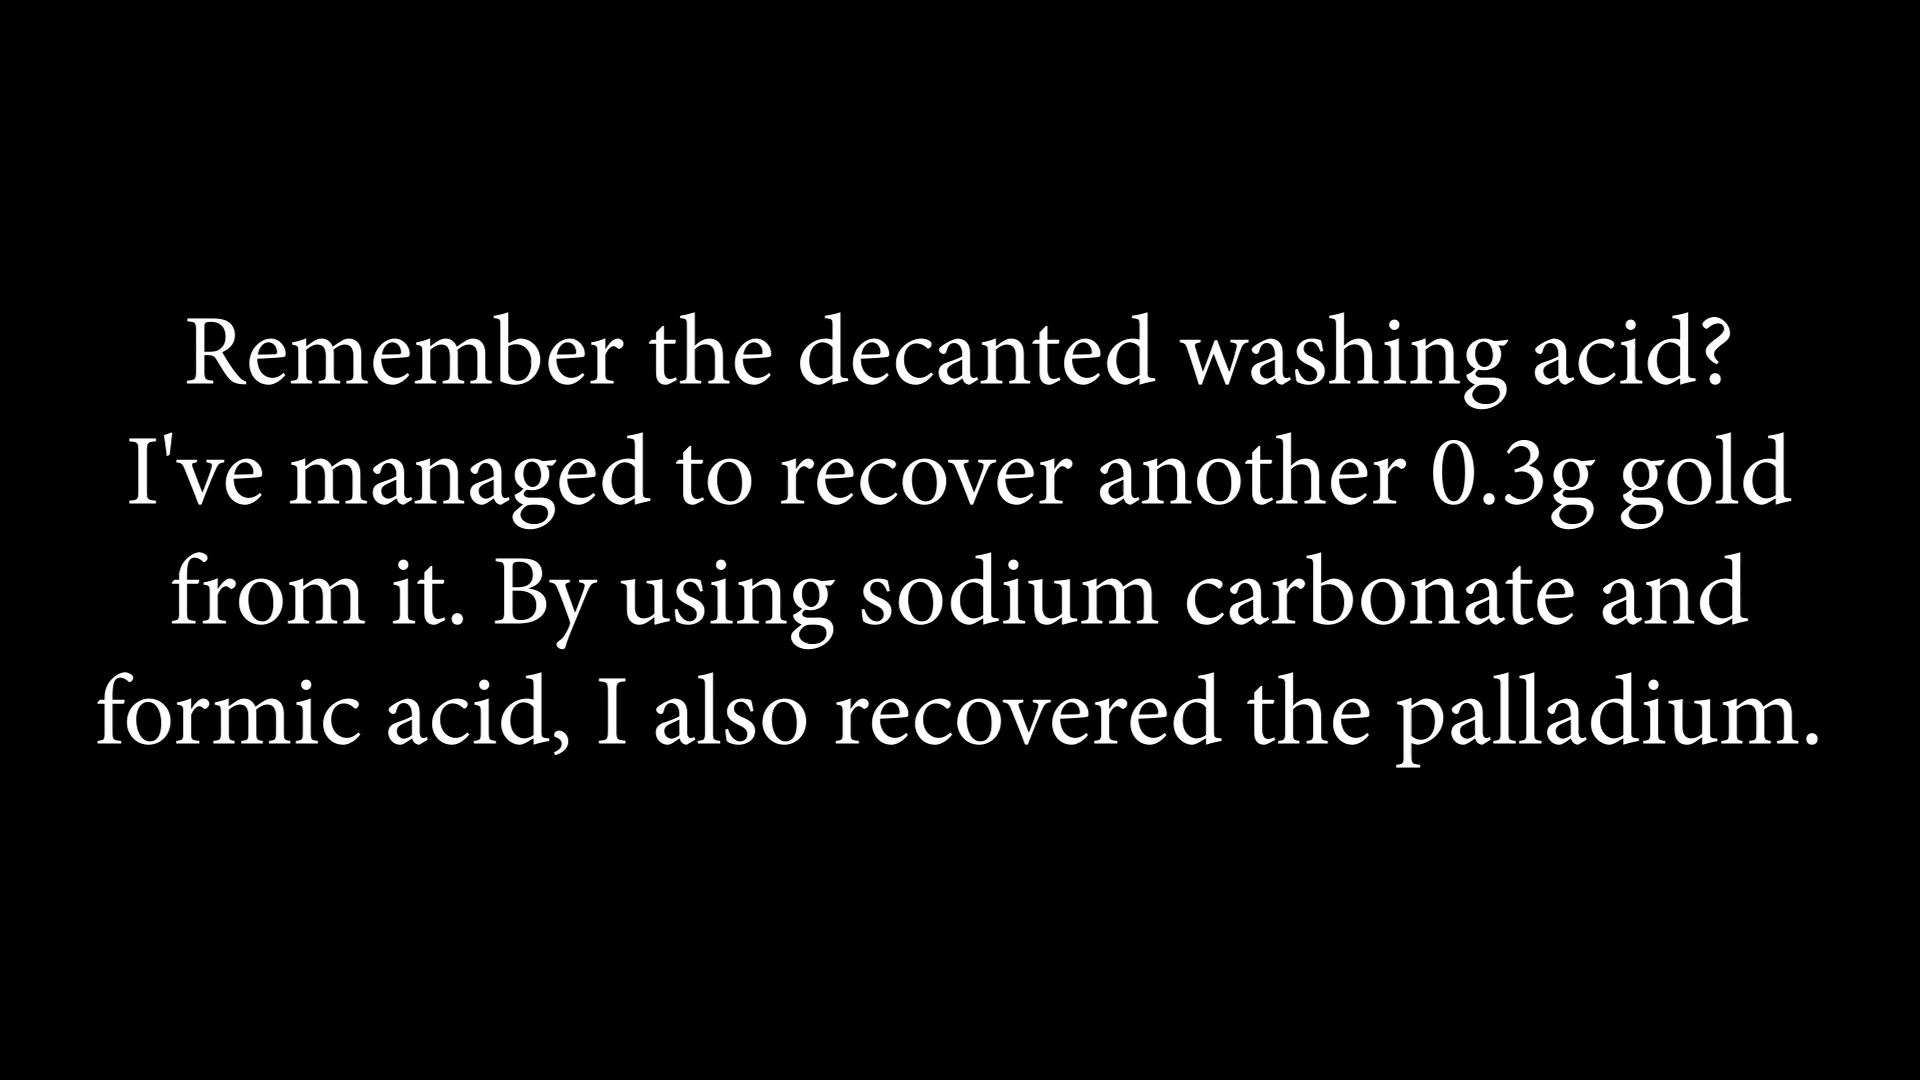 Remember the decanted washing acid?
I've managed to recover another 0.3g gold
from it. By using sodium carbonate and
formic acid, I also recovered the palladium.